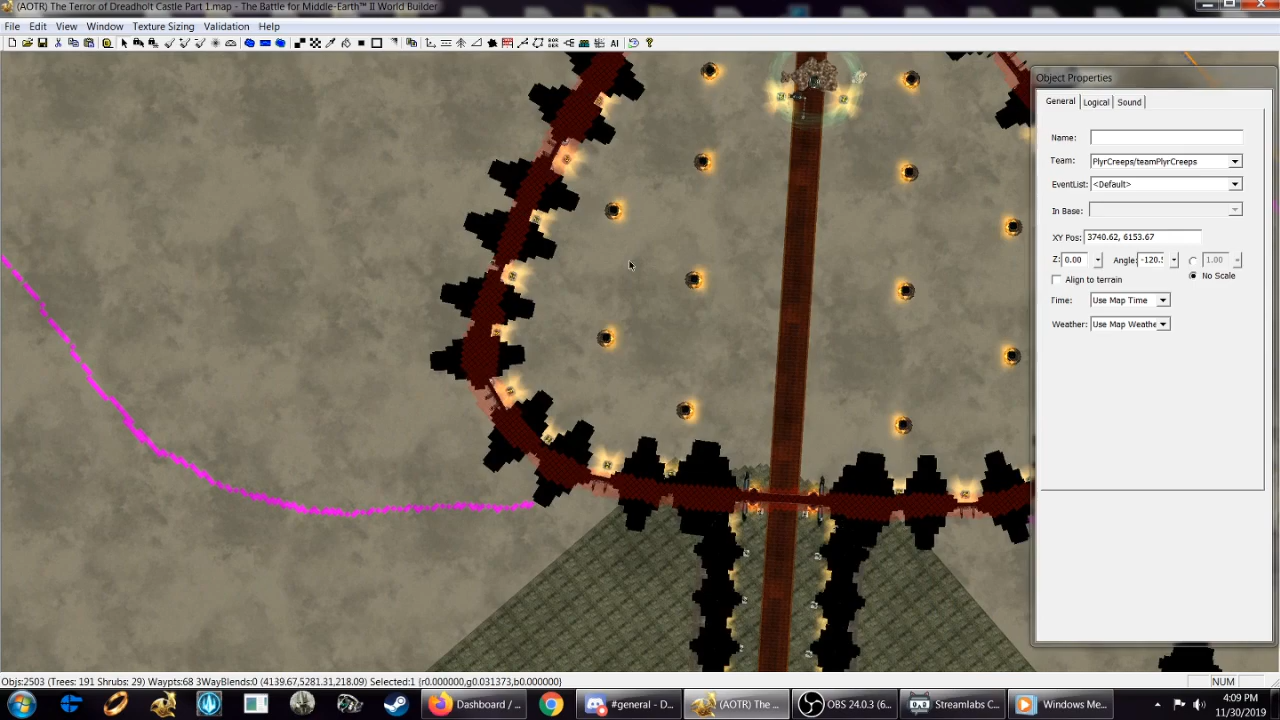 (AOTR) The Terror of Dreadholt Castle Part 1.map - The Battle for Middle-Earth™ II World Builder
File Edit View Window Texture Sizing Validation Help
AI
Object Properties
General Logical Sound
Name:
Team: PlyrCreeps/teamPlyrCreeps
EventList: <Default>
In Base:
XY Pos: 3740.62, 6153.67
Z: 0.00 Angle: -120.5 1.00
No Scale
Align to terrain
Time: Use Map Time
Weather: Use Map Weathe
Objs:2503 (Trees: 191 Shrubs: 29) Waypts:68 3WayBlends:0 (4139.67,5281.31,218.09) Selected:1 {r0.000000,g0.031373,b0.000000}
NUM
Dashboard / ... #general - D... (AOTR) The ... OBS 24.0.3 (6... Streamlabs C... Windows Me...
4:09 PM
11/30/2019